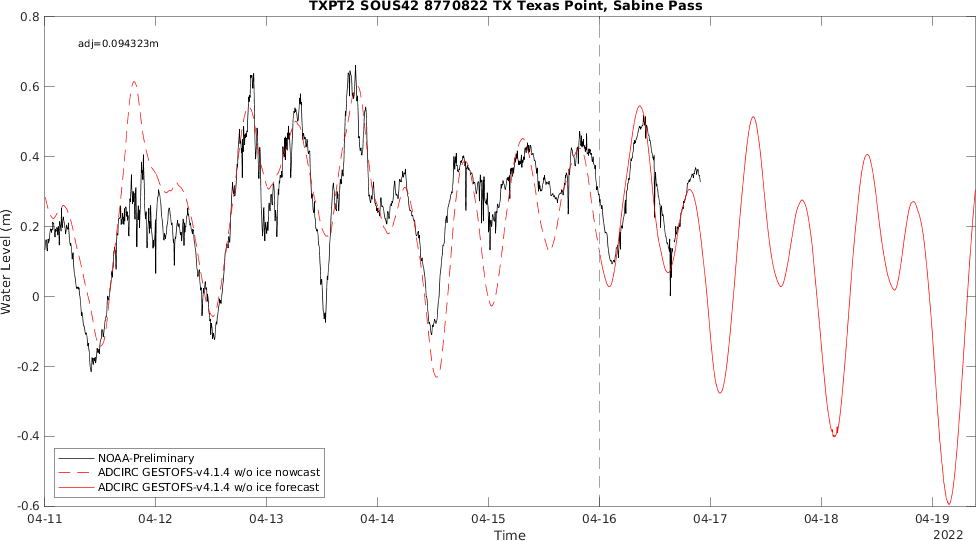 TXPT2 SOUS42 8770822 TX Texas Point, Sabine Pass
adj=0.094323m
0.8
0.6
0.4
0.2
0
-0.2
-0.4
-0.6
Water Level (m)
NOAA-Preliminary
ADCIRC GESTOFS-v4.1.4 w/o ice nowcast
ADCIRC GESTOFS-v4.1.4 w/o ice forecast
04-11 04-12 04-13 04-14 04-15 04-16 04-17 04-18 04-19
Time
2022